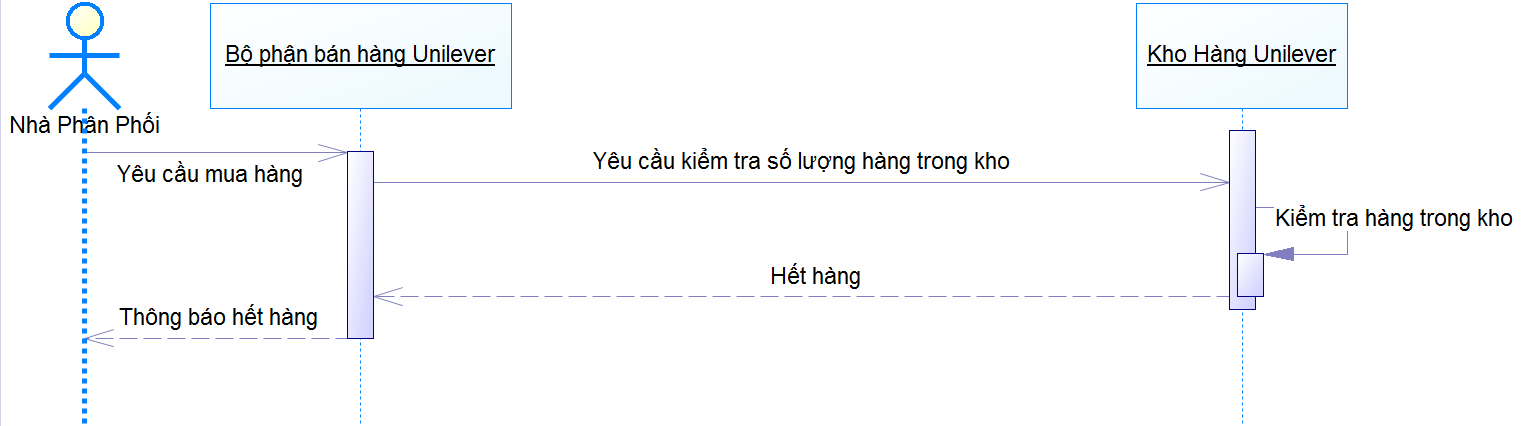 Bộ phận bán hàng Unilever
Kho Hàng Unilever
Nhà Phân Phối
Yêu cầu mua hàng
Yêu cầu kiểm tra số lượng hàng trong kho
Kiểm tra hàng trong kho
Hết hàng
Thông báo hết hàng